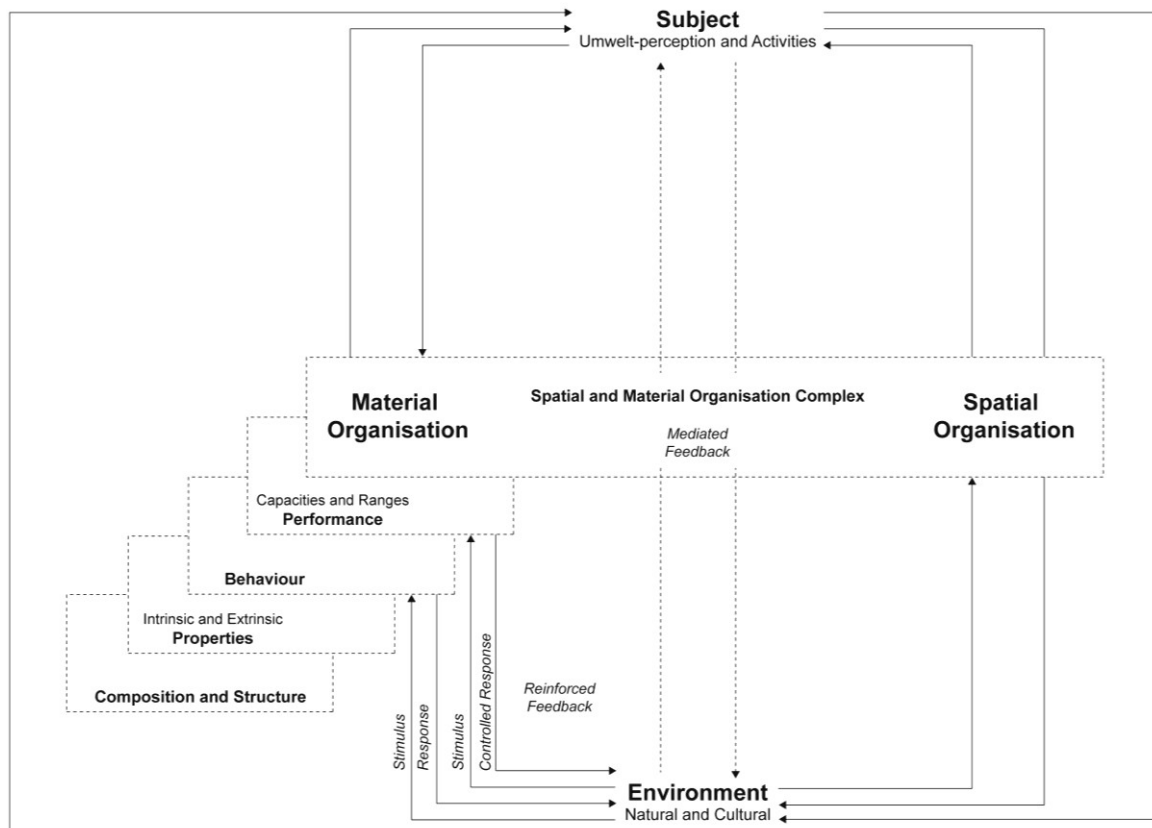 Subject
Umwelt-perception and Activities
Material
Organisation
Spatial and Material Organisation Complex
Mediated
Feedback
Spatial
Organisation
Capacities and Ranges
Performance
Behaviour
Intrinsic and Extrinsic
Properties
Composition and Structure
Stimulus
Response
Stimulus
Controlled Response
Reinforced
Feedback
Environment
Natural and Cultural